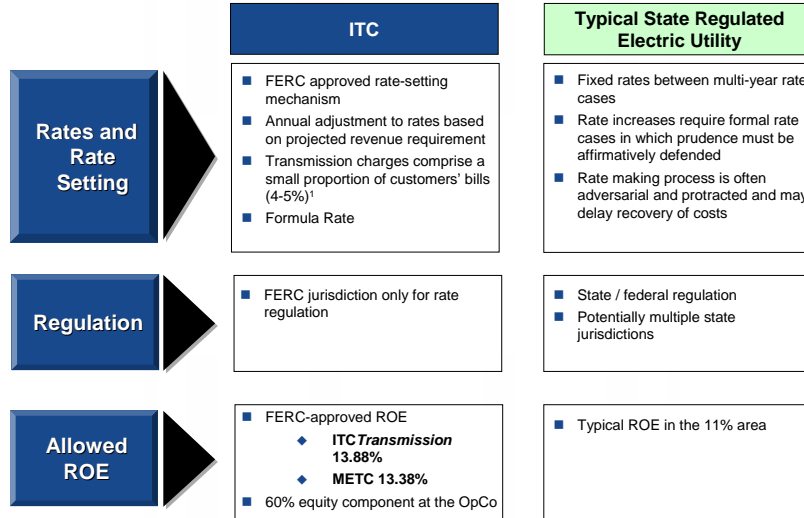 ITC
Typical State Regulated
Electric Utility
Rates and
Rate
Setting
■ FERC approved rate-setting
mechanism
■ Annual adjustment to rates based
on projected revenue requirement
■ Transmission charges comprise a
small proportion of customers' bills
(4-5%)¹
■ Formula Rate
■ Fixed rates between multi-year rate
cases
■ Rate increases require formal rate
cases in which prudence must be
affirmatively defended
■ Rate making process is often
adversarial and protracted and may
delay recovery of costs
Regulation
■ FERC jurisdiction only for rate
regulation
■ State / federal regulation
■ Potentially multiple state
jurisdictions
Allowed
ROE
■ FERC-approved ROE
◆ ITCTransmission
13.88%
◆ METC 13.38%
■ 60% equity component at the OpCo
■ Typical ROE in the 11% area